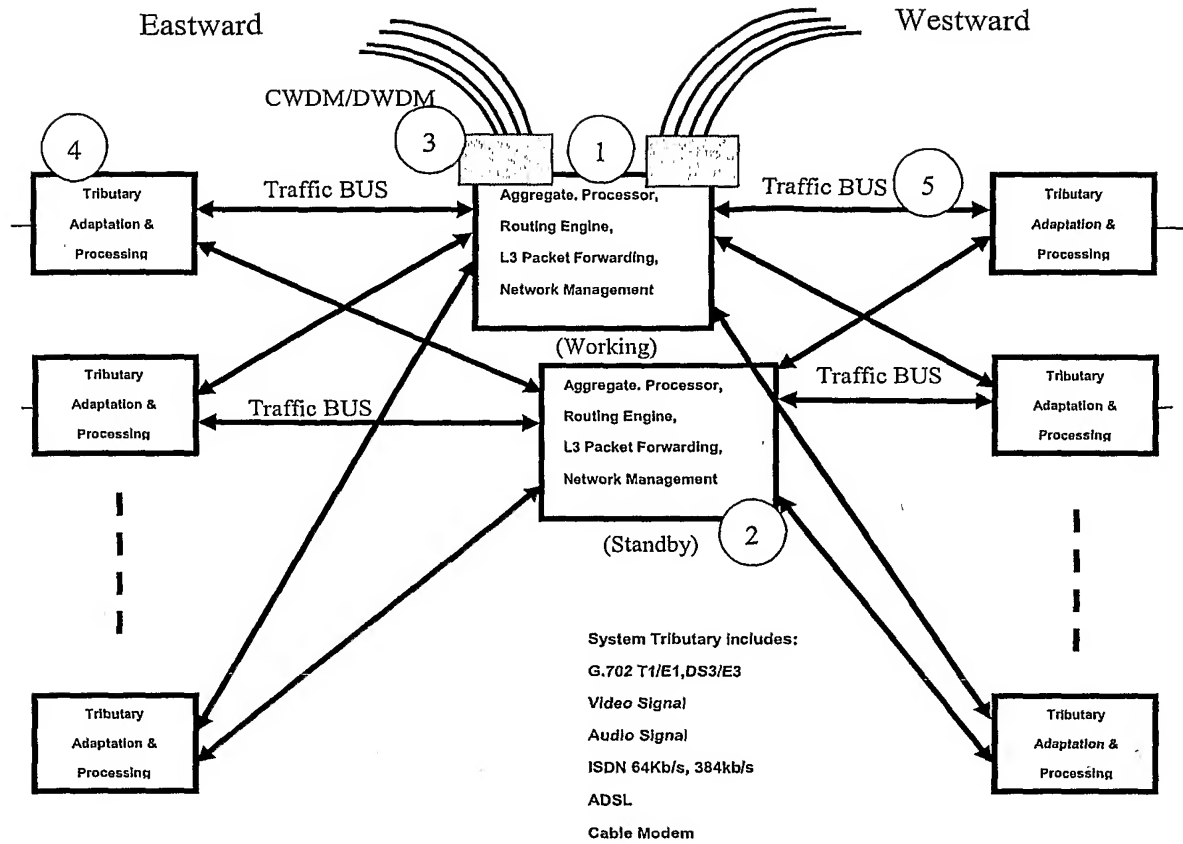 Eastward
Westward
CWDM/DWDM
3
1
4
5
Tributary
Adaptation &
Processing
Traffic BUS
Aggregate. Processor,
Routing Engine,
L3 Packet Forwarding,
Network Management
Traffic BUS
Tributary
Adaptation &
Processing
(Working)
Tributary
Adaptation &
Processing
Traffic BUS
Aggregate. Processor,
Routing Engine,
L3 Packet Forwarding,
Network Management
Traffic BUS
Tributary
Adaptation &
Processing
(Standby)
2
Tributary
Adaptation &
Processing
Tributary
Adaptation &
Processing
System Tributary includes:
G.702 T1/E1,DS3/E3
Video Signal
Audio Signal
ISDN 64Kb/s, 384kb/s
ADSL
Cable Modem